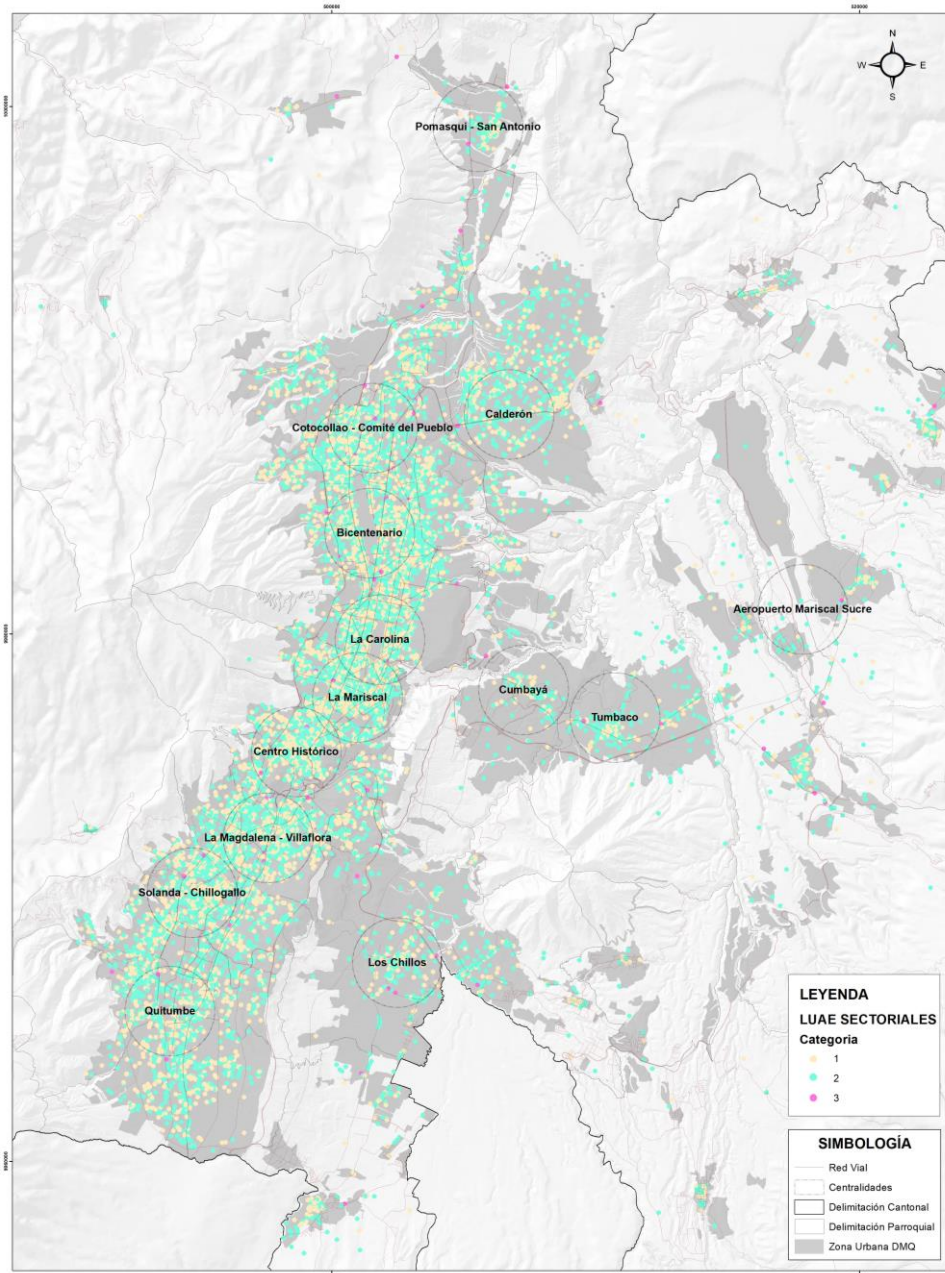 500000
520000
N
W
E
S
Pomasqui - San Antonio
Calderón
Cotocollao - Comité del Pueblo
Bicentenario
Aeropuerto Mariscal Sucre
La Carolina
Cumbayá
La Mariscal
Tumbaco
Centro Histórico
La Magdalena - Villaflora
Solanda - Chillogallo
Los Chillos
Quitumbe
LEYENDA
LUAE SECTORIALES
Categoria
1
2
3
SIMBOLOGÍA
Red Vial
Centralidades
Delimitación Cantonal
Delimitación Parroquial
Zona Urbana DMQ